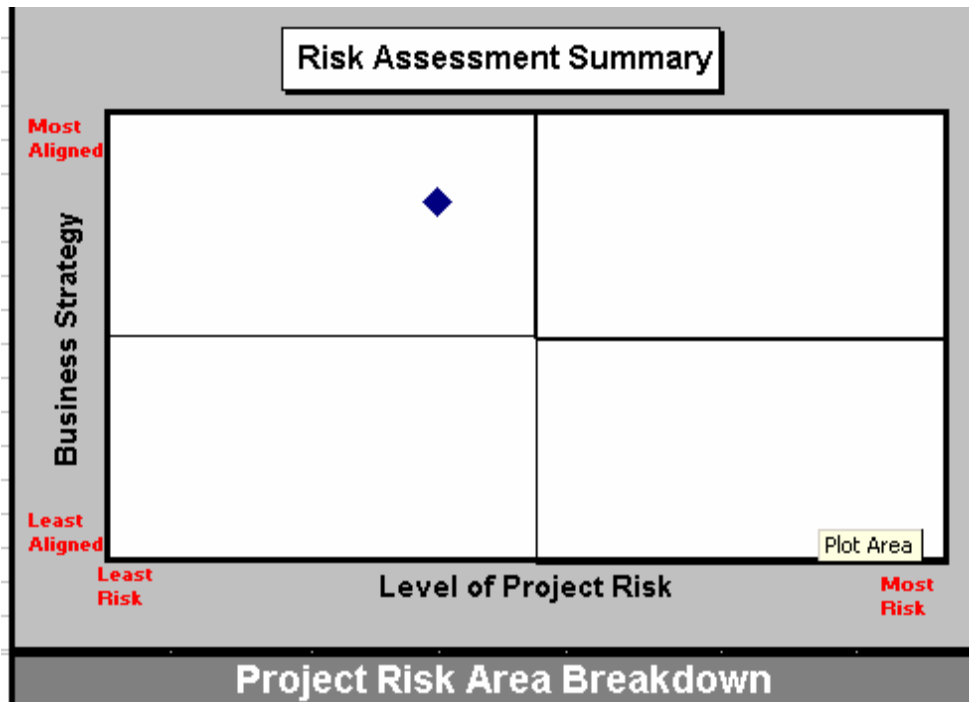 Risk Assessment Summary
Most
Aligned
Business Strategy
Least
Aligned
Least
Risk
Level of Project Risk
Most
Risk
Plot Area
Project Risk Area Breakdown